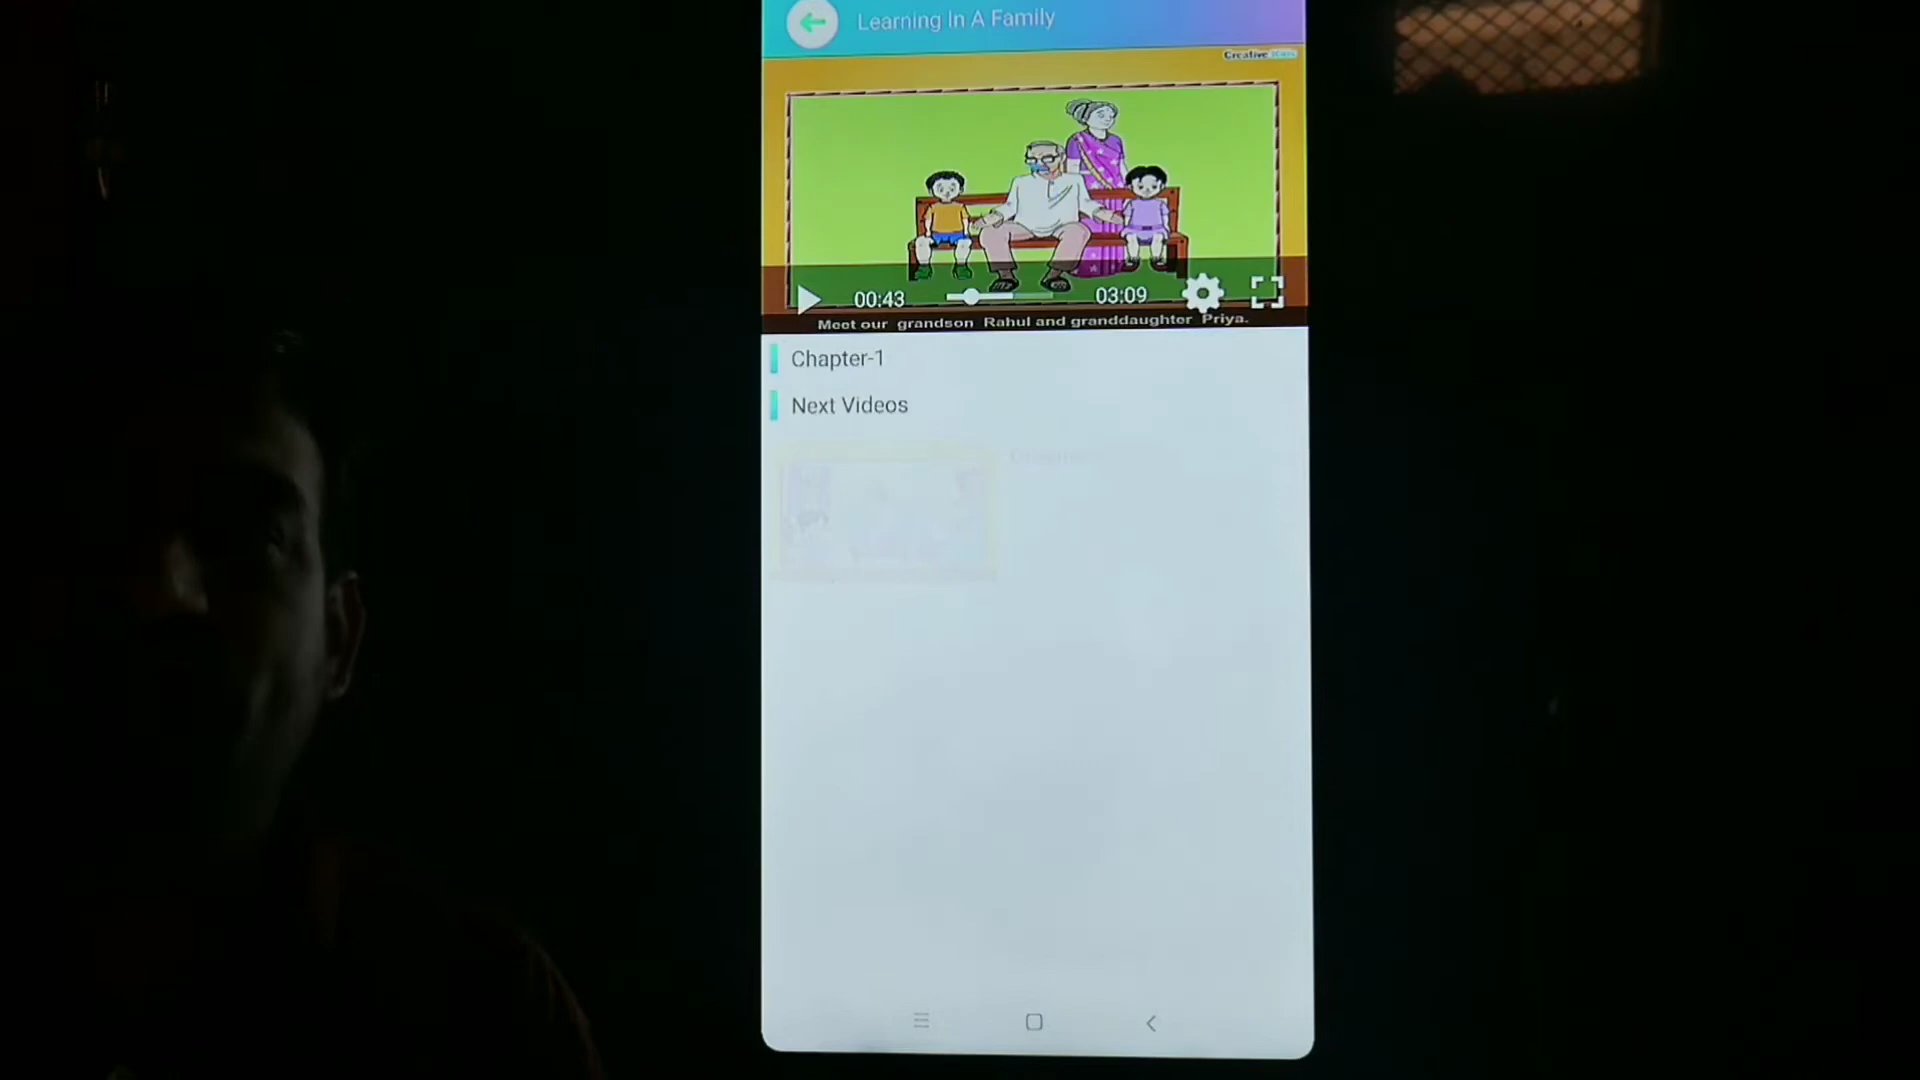 Learning In A Family
Creative Kids
00:43
03:09
Meet our grandson Rahul and granddaughter Priya.
Chapter-1
Next Videos